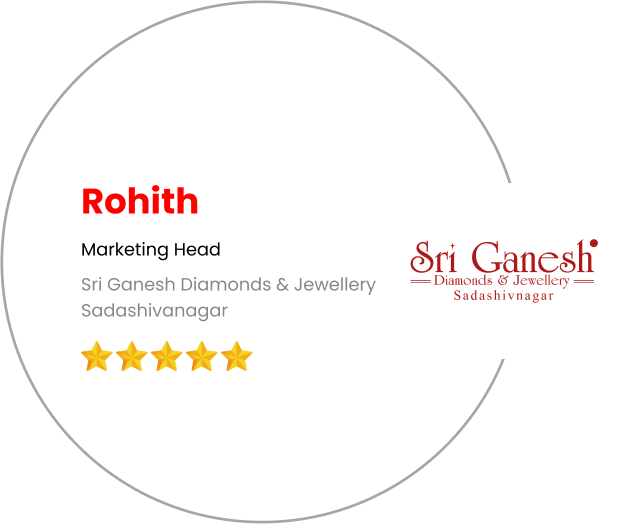 Rohith
Marketing Head
Sri Ganesh Diamonds & Jewellery
Sadashivanagar
Sri Ganesh
Diamonds & Jewellery
Sadashivnagar